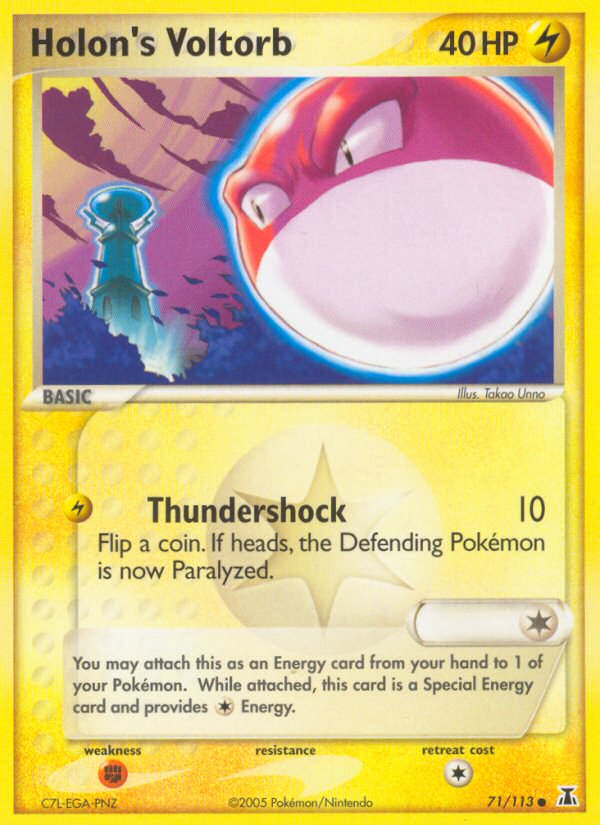 Holon's Voltorb 40 HP
BASIC
Illus. Takao Unno
Thundershock 10
Flip a coin. If heads, the Defending Pokémon
is now Paralyzed.
You may attach this as an Energy card from your hand to 1 of
your Pokémon. While attached, this card is a Special Energy
card and provides Energy.
weakness resistance retreat cost
C7L-EGA-PNZ ©2005 Pokémon/Nintendo 71/113